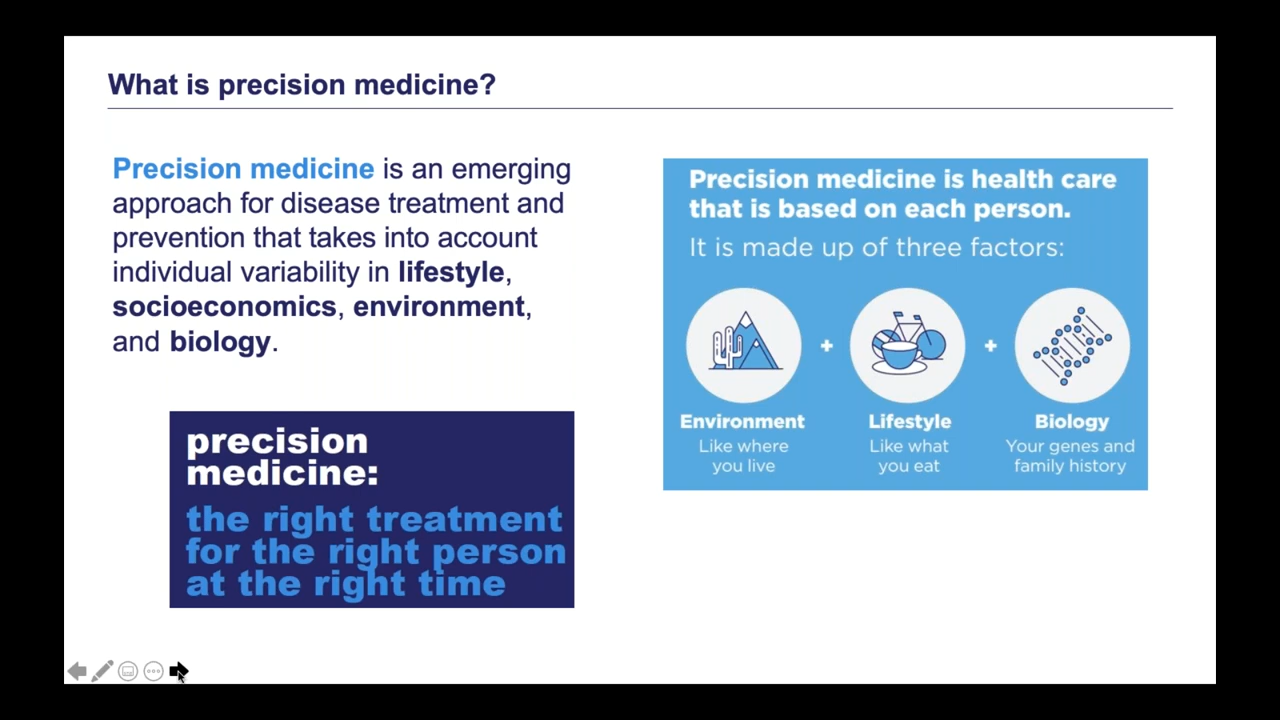 What is precision medicine?
Precision medicine is an emerging
approach for disease treatment and
prevention that takes into account
individual variability in lifestyle,
socioeconomics, environment,
and biology.
precision
medicine:
the right treatment
for the right person
at the right time
Precision medicine is health care
that is based on each person.
It is made up of three factors:
+
+
Environment
Like where
you live
Lifestyle
Like what
you eat
Biology
Your genes and
family history